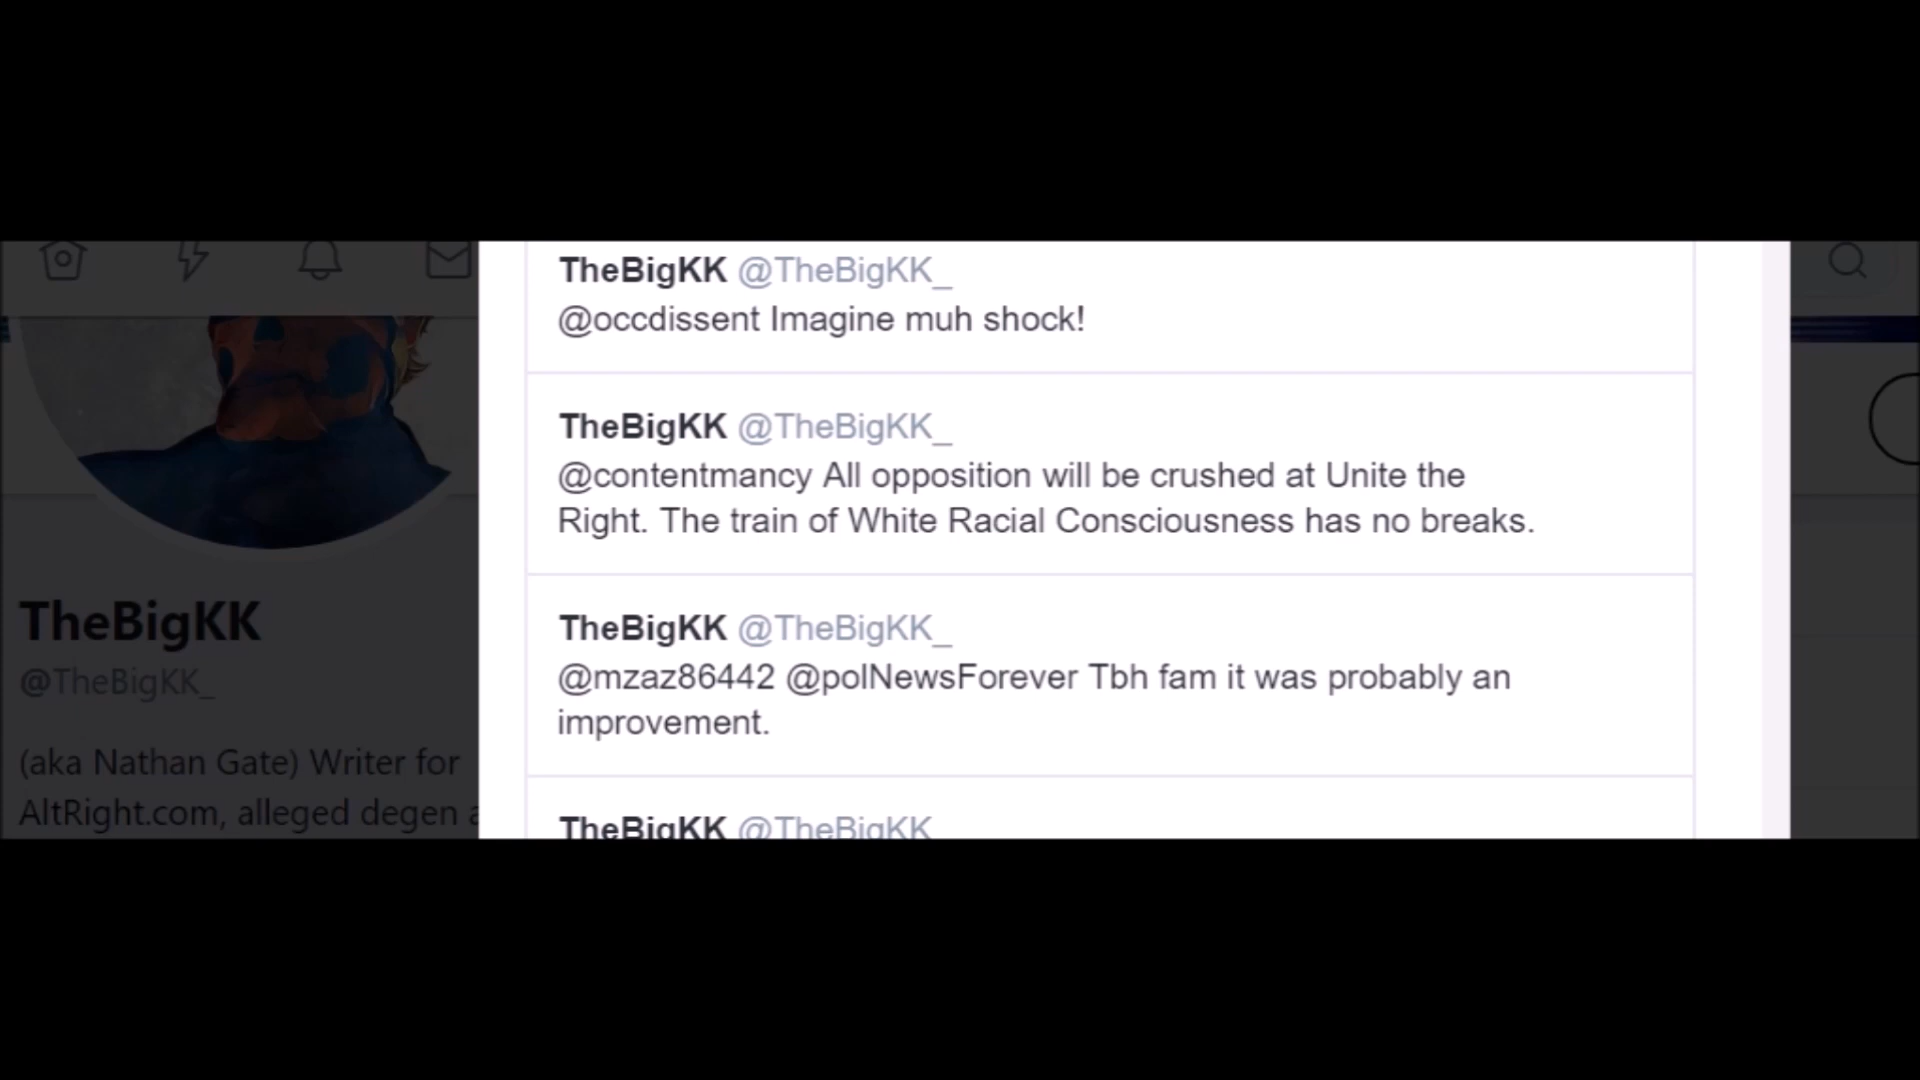 TheBigKK @TheBigKK_
@occdissent Imagine muh shock!
TheBigKK @TheBigKK_
@contentmancy All opposition will be crushed at Unite the
Right. The train of White Racial Consciousness has no breaks.
TheBigKK @TheBigKK_
@mzaz86442 @polNewsForever Tbh fam it was probably an
improvement.
TheBigKK @TheBigKK
TheBigKK
@TheBigKK_
(aka Nathan Gate) Writer for
AltRight.com, alleged degen a